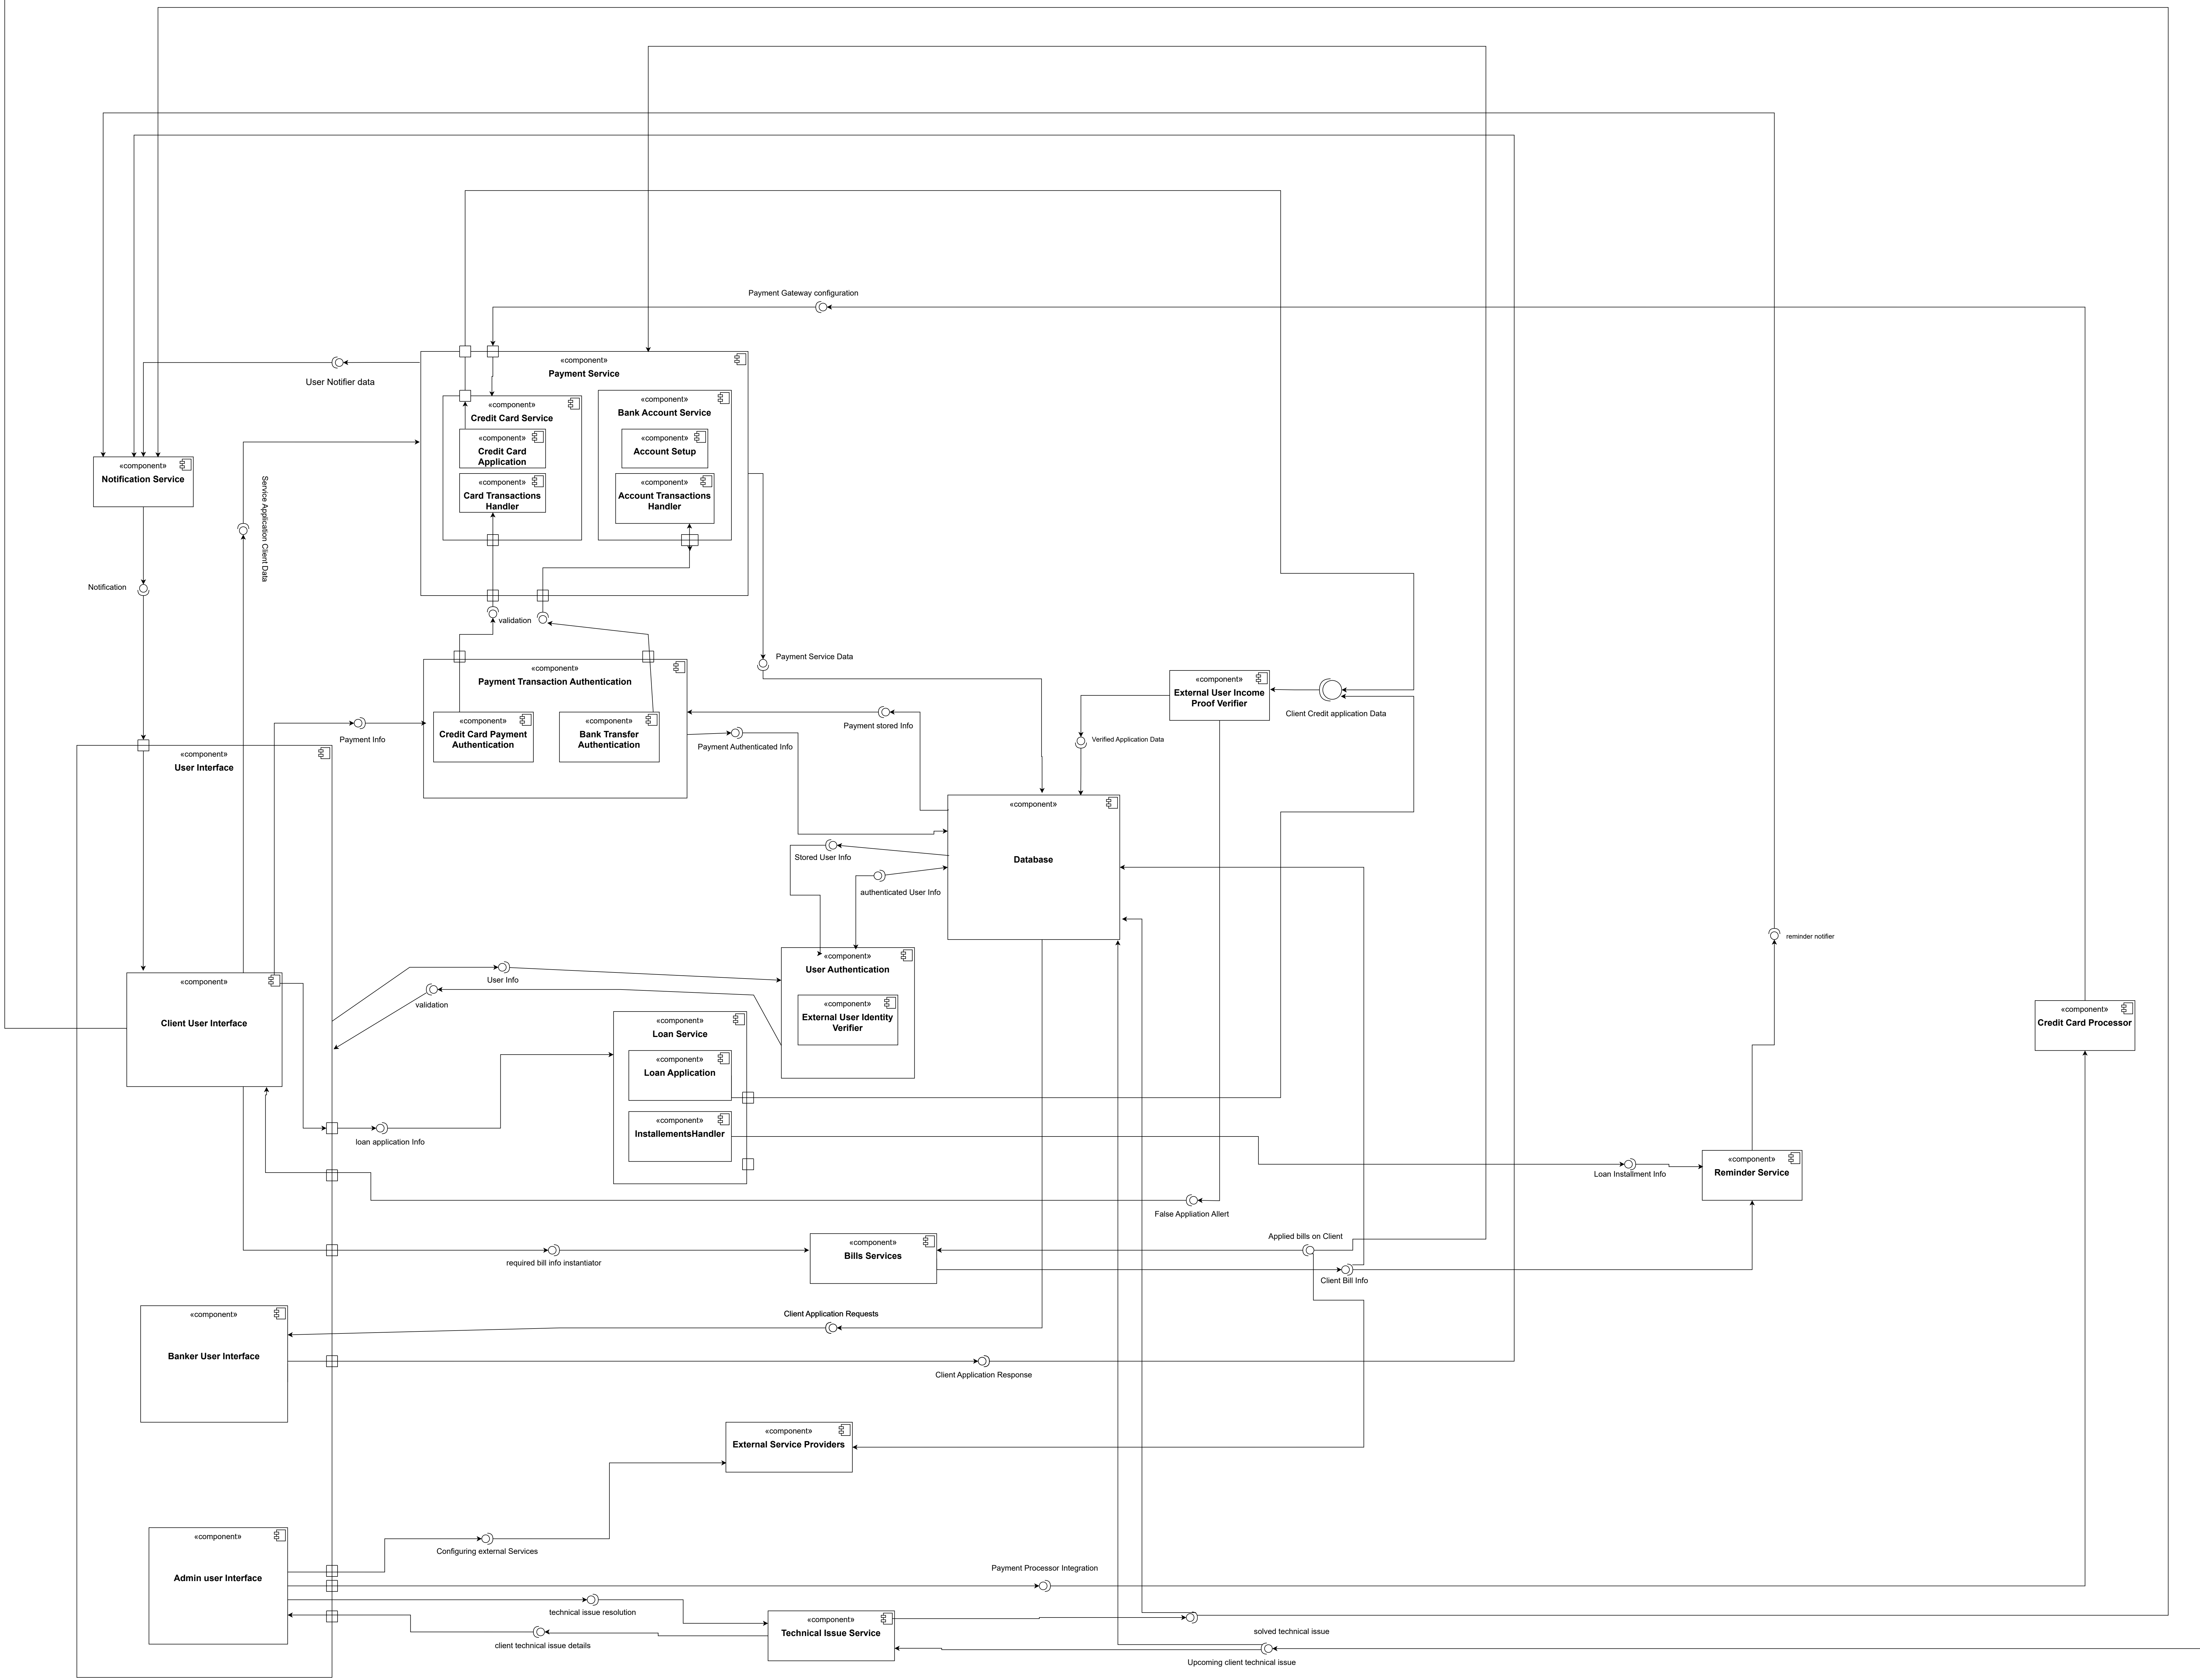 Payment Gateway configuration
«component»
Payment Service
User Notifier data
«component»
Credit Card Service
«component»
Bank Account Service
«component»
Credit Card
Application
«component»
Account Setup
«component»
Notification Service
«component»
Card Transactions
Handler
«component»
Account Transactions
Handler
Service Application Client Data
Notification
validation
Payment Service Data
«component»
Payment Transaction Authentication
«component»
External User Income
Proof Verifier
Client Credit application Data
«component»
Credit Card Payment
Authentication
«component»
Bank Transfer
Authentication
Payment stored Info
Payment Info
Payment Authenticated Info
Verified Application Data
«component»
User Interface
«component»
Database
Stored User Info
authenticated User Info
reminder notifier
«component»
User Authentication
User Info
validation
«component»
External User Identity
Verifier
«component»
Client User Interface
«component»
Credit Card Processor
«component»
Loan Service
«component»
Loan Application
«component»
InstallementsHandler
loan application Info
«component»
Reminder Service
Loan Installment Info
False Appliation Allert
Applied bills on Client
«component»
Bills Services
required bill info instantiator
Client Bill Info
Client Application Requests
«component»
Banker User Interface
Client Application Response
«component»
External Service Providers
«component»
Admin user Interface
Configuring external Services
Payment Processor Integration
technical issue resolution
«component»
Technical Issue Service
solved technical issue
client technical issue details
Upcoming client technical issue